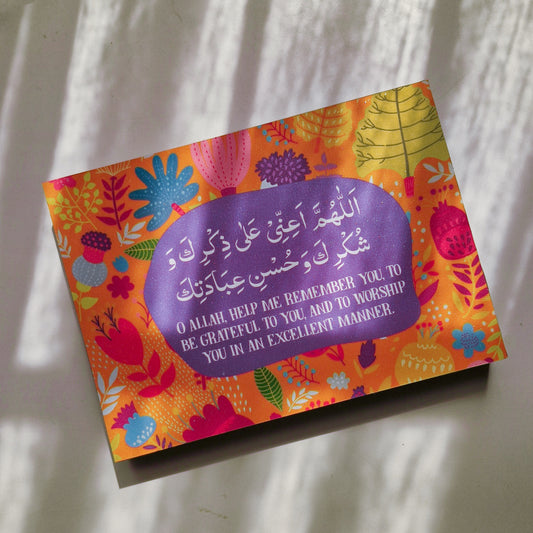 اَللّٰهُمَّ اَعِنِّىْ عَلٰى ذِكْرِكَ وَ
شُكْرِكَ وَ حُسْنِ عِبَادَتِكَ
O ALLAH, HELP ME REMEMBER YOU, TO
BE GRATEFUL TO YOU, AND TO WORSHIP
YOU IN AN EXCELLENT MANNER.